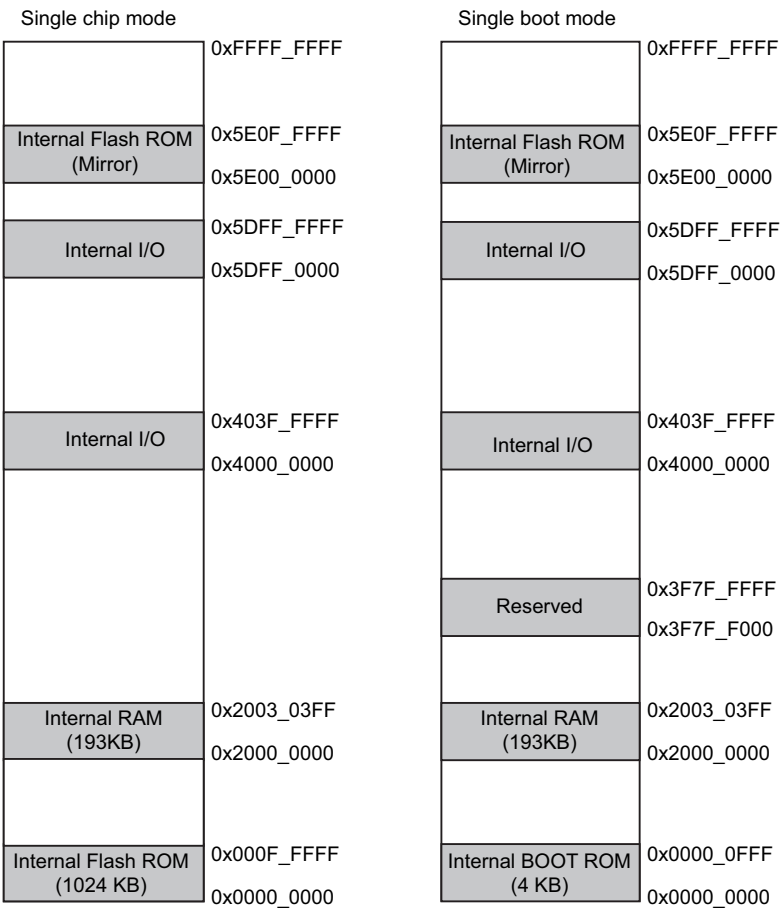 Single chip mode
0xFFFF_FFFF
Internal Flash ROM
(Mirror)
0x5E0F_FFFF
0x5E00_0000
Internal I/O
0x5DFF_FFFF
0x5DFF_0000
Internal I/O
0x403F_FFFF
0x4000_0000
Internal RAM
(193KB)
0x2003_03FF
0x2000_0000
Internal Flash ROM
(1024 KB)
0x000F_FFFF
0x0000_0000
Single boot mode
0xFFFF_FFFF
Internal Flash ROM
(Mirror)
0x5E0F_FFFF
0x5E00_0000
Internal I/O
0x5DFF_FFFF
0x5DFF_0000
Internal I/O
0x403F_FFFF
0x4000_0000
Reserved
0x3F7F_FFFF
0x3F7F_F000
Internal RAM
(193KB)
0x2003_03FF
0x2000_0000
Internal BOOT ROM
(4 KB)
0x0000_0FFF
0x0000_0000